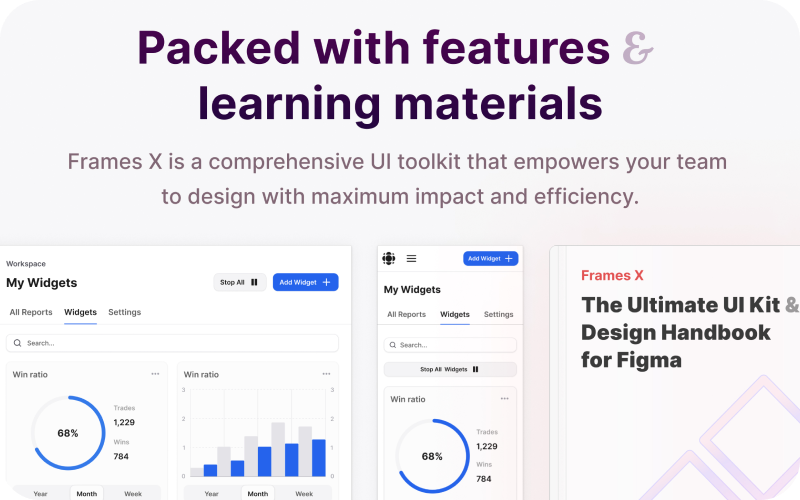 Packed with features &
learning materials
Frames X is a comprehensive UI toolkit that empowers your team
to design with maximum impact and efficiency.
Workspace
My Widgets
Stop All
Add Widget
All Reports Widgets Settings
Search...
Win ratio
68%
Trades
1,229
Wins
784
Year Month Week
Win ratio
3 3
2 2
1 1
0 0
Year Month Week
Add Widget
My Widgets
All Reports Widgets Settings
Search...
Stop All Widgets
Win ratio
68%
Trades
1,229
Wins
784
Frames X
The Ultimate UI Kit &
Design Handbook
for Figma